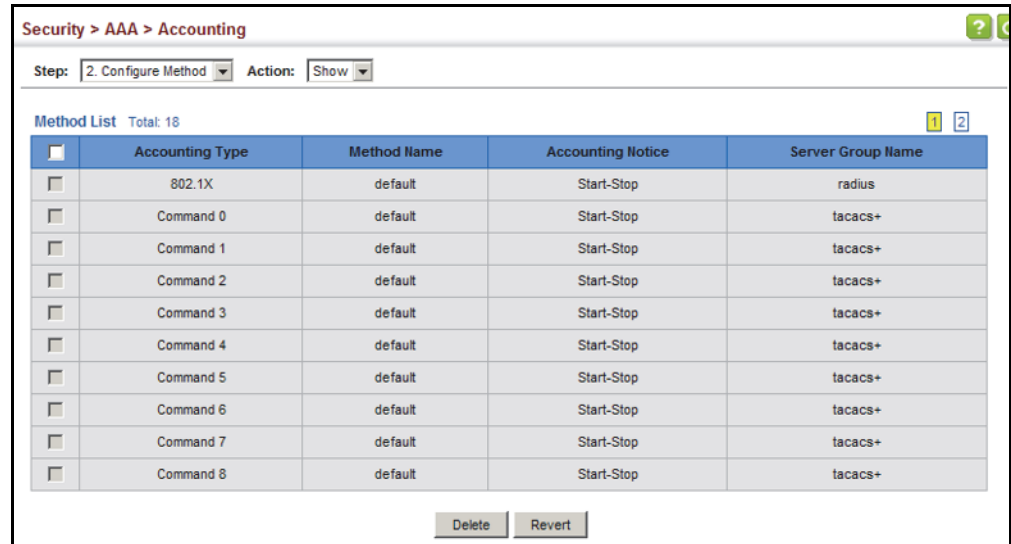 Security > AAA > Accounting
?
Step: 2. Configure Method Action: Show
Method List Total: 18 1 2
Accounting Type Method Name Accounting Notice Server Group Name
802.1X default Start-Stop radius
Command 0 default Start-Stop tacacs+
Command 1 default Start-Stop tacacs+
Command 2 default Start-Stop tacacs+
Command 3 default Start-Stop tacacs+
Command 4 default Start-Stop tacacs+
Command 5 default Start-Stop tacacs+
Command 6 default Start-Stop tacacs+
Command 7 default Start-Stop tacacs+
Command 8 default Start-Stop tacacs+
Delete Revert